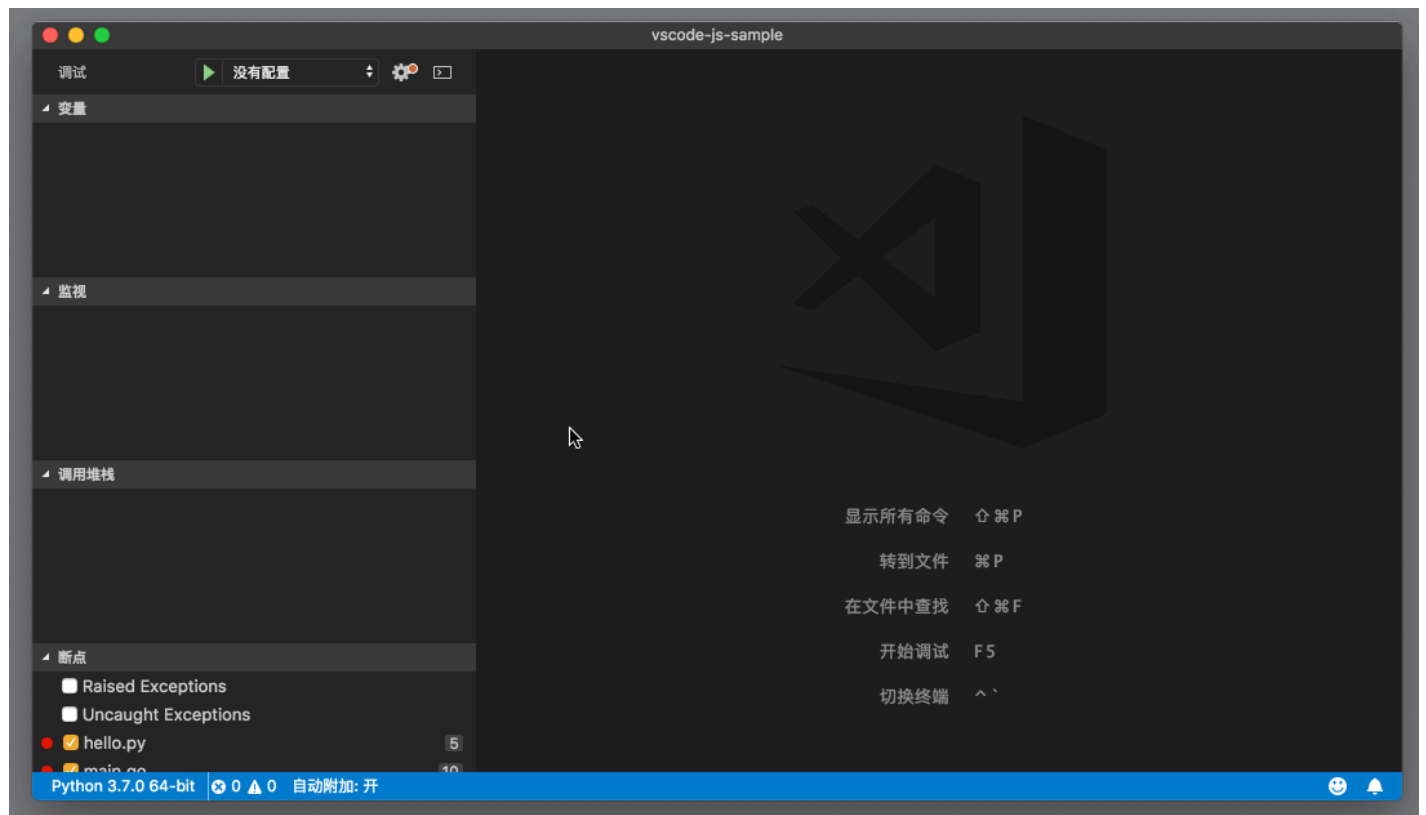 vscode-js-sample
调试 没有配置
变量
监视
调用堆栈
断点
Raised Exceptions
Uncaught Exceptions
hello.py 5
main.go 10
显示所有命令 ⇧⌘P
转到文件 ⌘P
在文件中查找 ⇧⌘F
开始调试 F5
切换终端 ^`
Python 3.7.0 64-bit 0 0 自动附加: 开